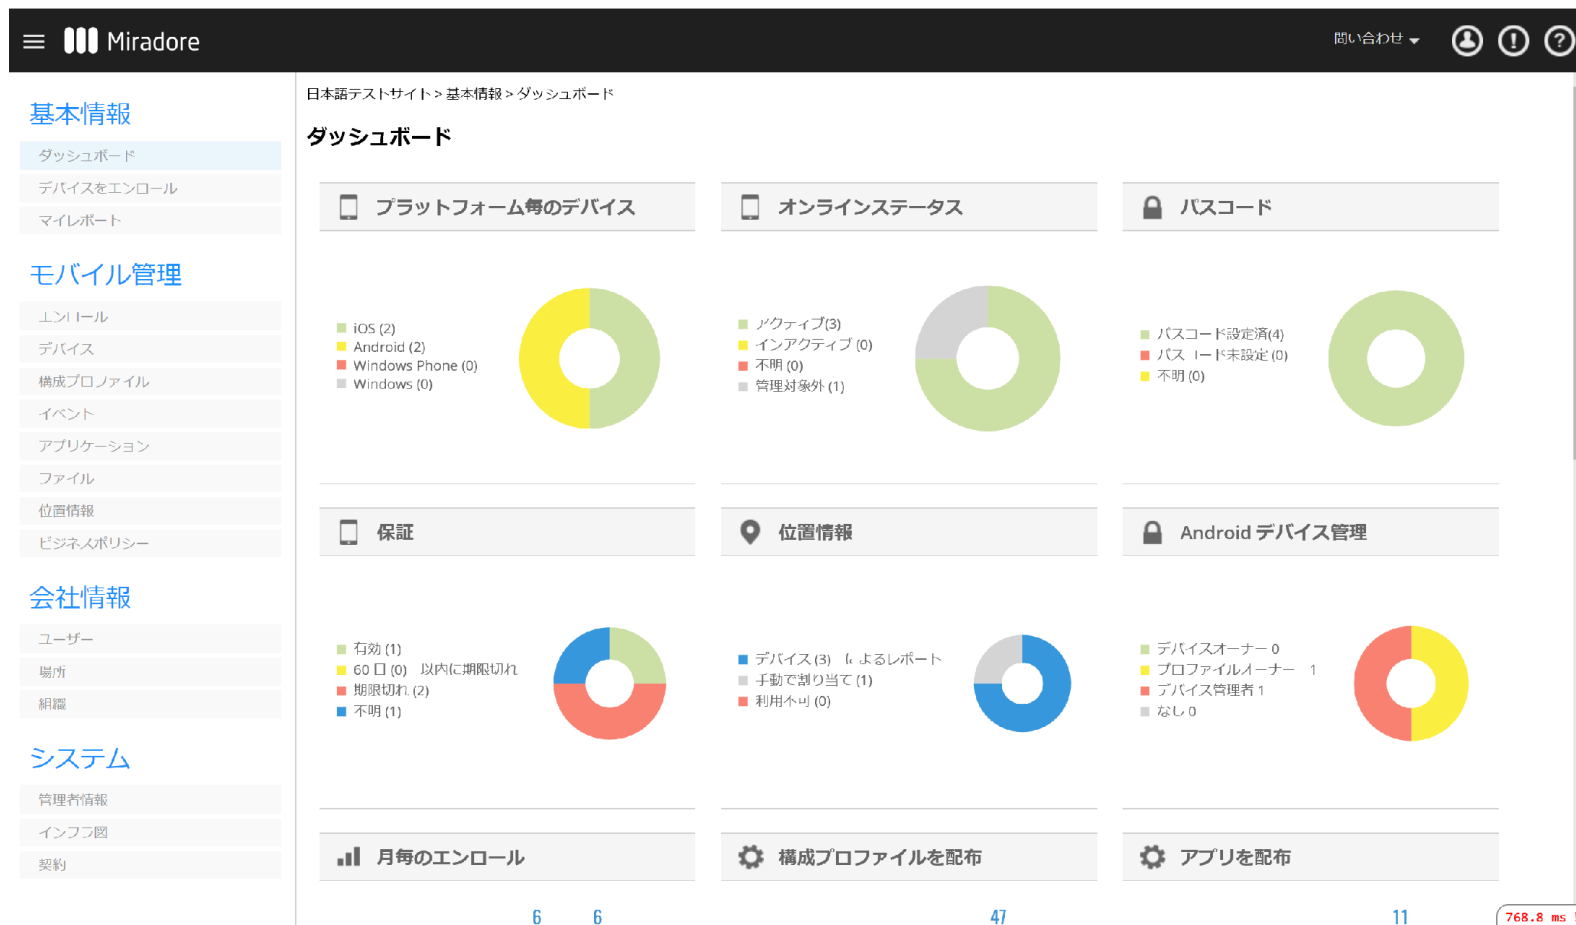 Miradore
問い合わせ
基本情報
ダッシュボード
デバイスをエンロール
マイレポート
モバイル管理
エンロール
デバイス
構成プロファイル
イベント
アプリケーション
ファイル
位置情報
ビジネスポリシー
会社情報
ユーザー
場所
組織
システム
管理者情報
インフラ図
契約
日本語テストサイト > 基本情報 > ダッシュボード
ダッシュボード
プラットフォーム毎のデバイス
iOS (2)
Android (2)
Windows Phone (0)
Windows (0)
オンラインステータス
アクティブ(3)
インアクティブ (0)
不明 (0)
管理対象外 (1)
パスコード
パスコード設定済(4)
パスコード未設定 (0)
不明 (0)
保証
有効 (1)
60 日 (0) 以内に期限切れ
期限切れ (2)
不明 (1)
位置情報
デバイス (3) によるレポート
手動で割り当て (1)
利用不可 (0)
Android デバイス管理
デバイスオーナー 0
プロファイルオーナー 1
デバイス管理者 1
なし 0
月毎のエンロール
6 6
構成プロファイルを配布
47
アプリを配布
11
768.8 ms